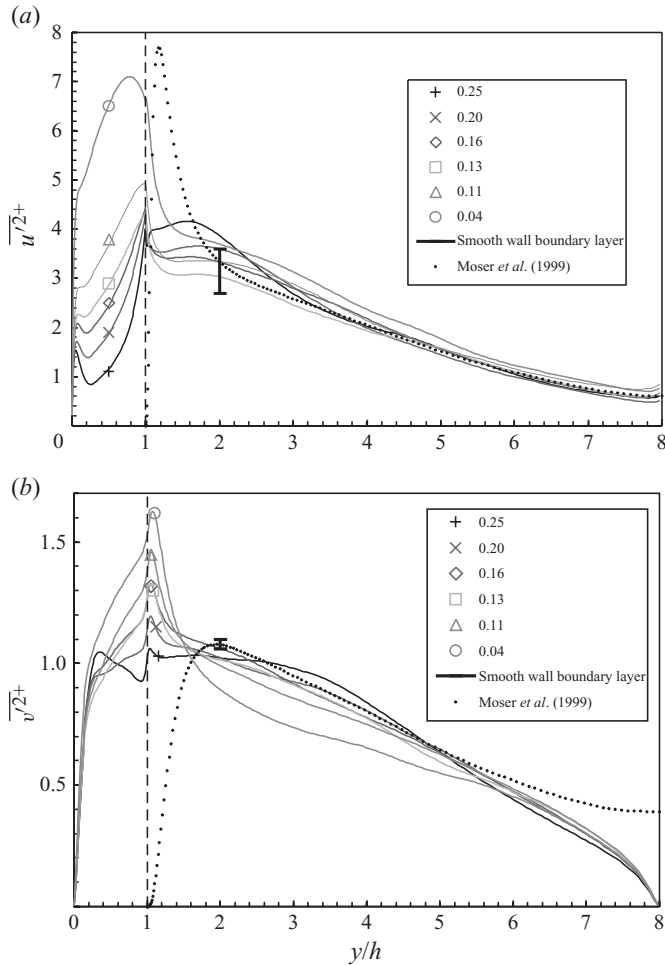 (a)
8
7
6
5
4
3
2
1
0
u′2+
0.25
0.20
0.16
0.13
0.11
0.04
Smooth wall boundary layer
Moser et al. (1999)
1 2 3 4 5 6 7 8
(b)
1.5
1.0
0.5
v′2+
0.25
0.20
0.16
0.13
0.11
0.04
Smooth wall boundary layer
Moser et al. (1999)
0 1 2 3 4 5 6 7 8
y/h